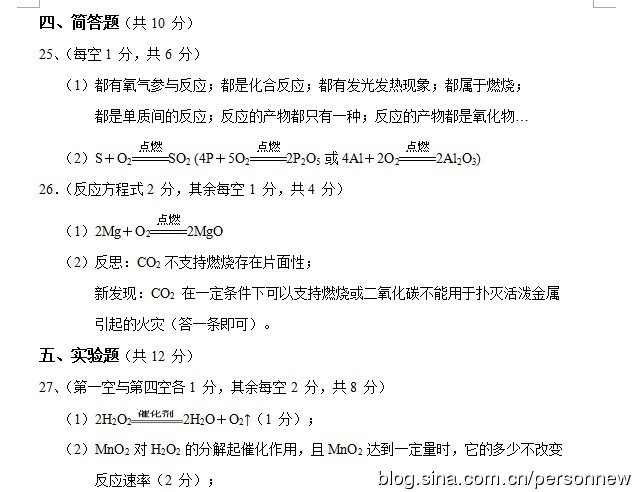 四、简答题(共 10 分)
25、(每空 1 分,共 6 分)
(1)都有氧气参与反应;都是化合反应;都有发光发热现象;都属于燃烧;
都是单质间的反应;反应的产物都只有一种;反应的产物都是氧化物…
(2)S+O₂ 点燃 SO₂ (4P+5O₂ 点燃 2P₂O₅ 或 4Al+2O₂ 点燃 2Al₂O₃)
26.(反应方程式 2 分,其余每空 1 分,共 4 分)
(1)2Mg+O₂ 点燃 2MgO
(2)反思:CO₂ 不支持燃烧存在片面性;
新发现:CO₂ 在一定条件下可以支持燃烧或二氧化碳不能用于扑灭活泼金属
引起的火灾(答一条即可)。
五、实验题(共 12 分)
27、(第一空与第四空各 1 分,其余每空 2 分,共 8 分)
(1)2H₂O₂ 催化剂 2H₂O+O₂↑(1 分);
(2)MnO₂ 对 H₂O₂ 的分解起催化作用,且 MnO₂ 达到一定量时,它的多少不改变
反应速率(2 分);
blog.sina.com.cn/personnew